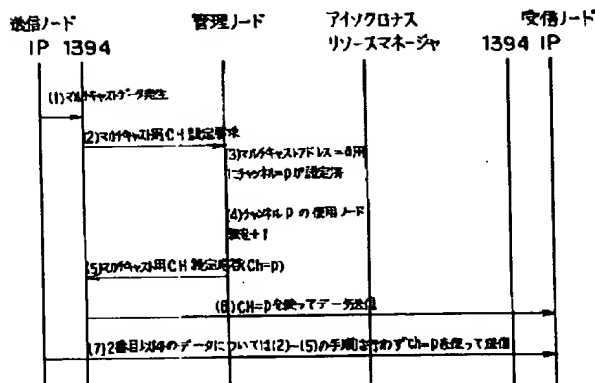 送信ノード 管理ノード アイソクロナス 受信ノード
IP 1394 リソースマネージャ 1394 IP
(1)マルチキャストデータ発生
(2)マルチキャスト用CH設定要求
(3)マルチキャストアドレス=α用
にチャンネル=pが設定済
(4)チャンネルpの使用ノード
数を+1
(5)マルチキャスト用CH設定応答(Ch=p)
(6)CH=pを使ってデータ送信
(7)2番目以降のデータについては(2)~(5)の手順は行わずCh=pを使って送信